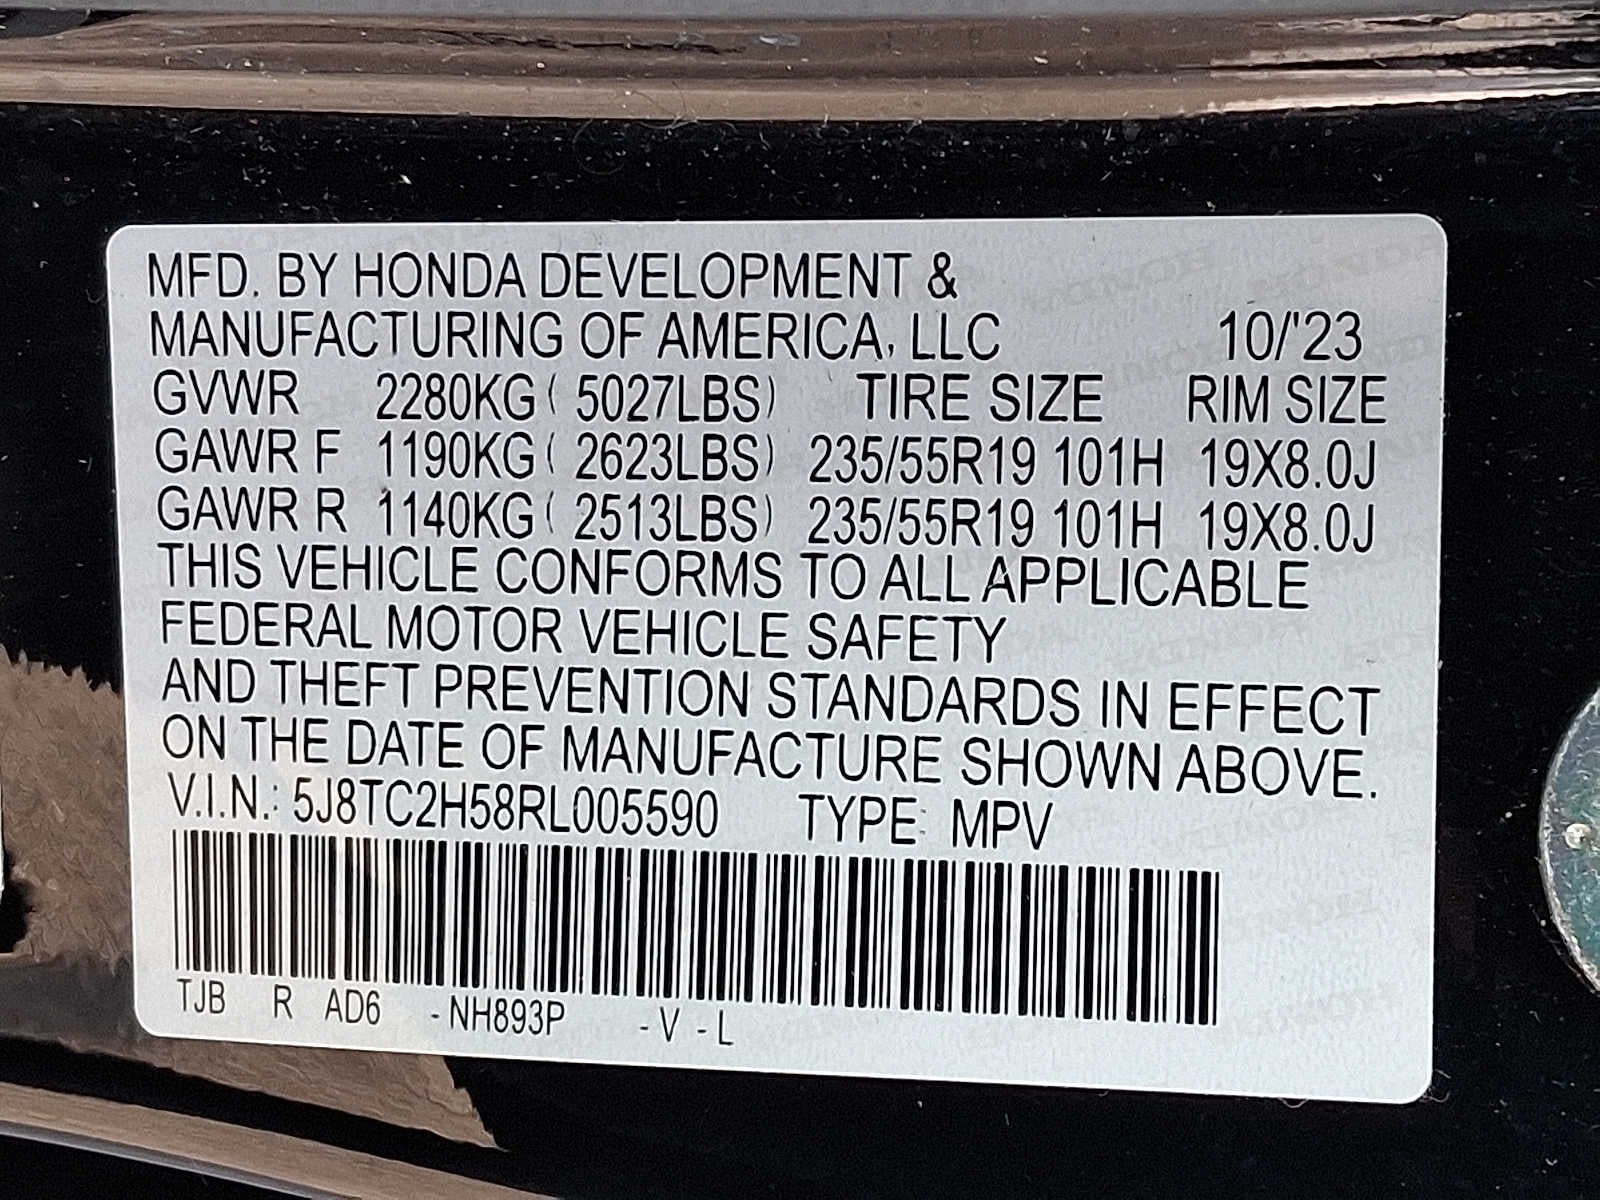 MFD. BY HONDA DEVELOPMENT &
MANUFACTURING OF AMERICA, LLC 10/'23
GVWR 2280KG ( 5027LBS) TIRE SIZE RIM SIZE
GAWR F 1190KG ( 2623LBS) 235/55R19 101H 19X8.0J
GAWR R 1140KG ( 2513LBS) 235/55R19 101H 19X8.0J
THIS VEHICLE CONFORMS TO ALL APPLICABLE
FEDERAL MOTOR VEHICLE SAFETY
AND THEFT PREVENTION STANDARDS IN EFFECT
ON THE DATE OF MANUFACTURE SHOWN ABOVE.
V.I.N.: 5J8TC2H58RL005590 TYPE: MPV
TJB R AD6 -NH893P -V -L